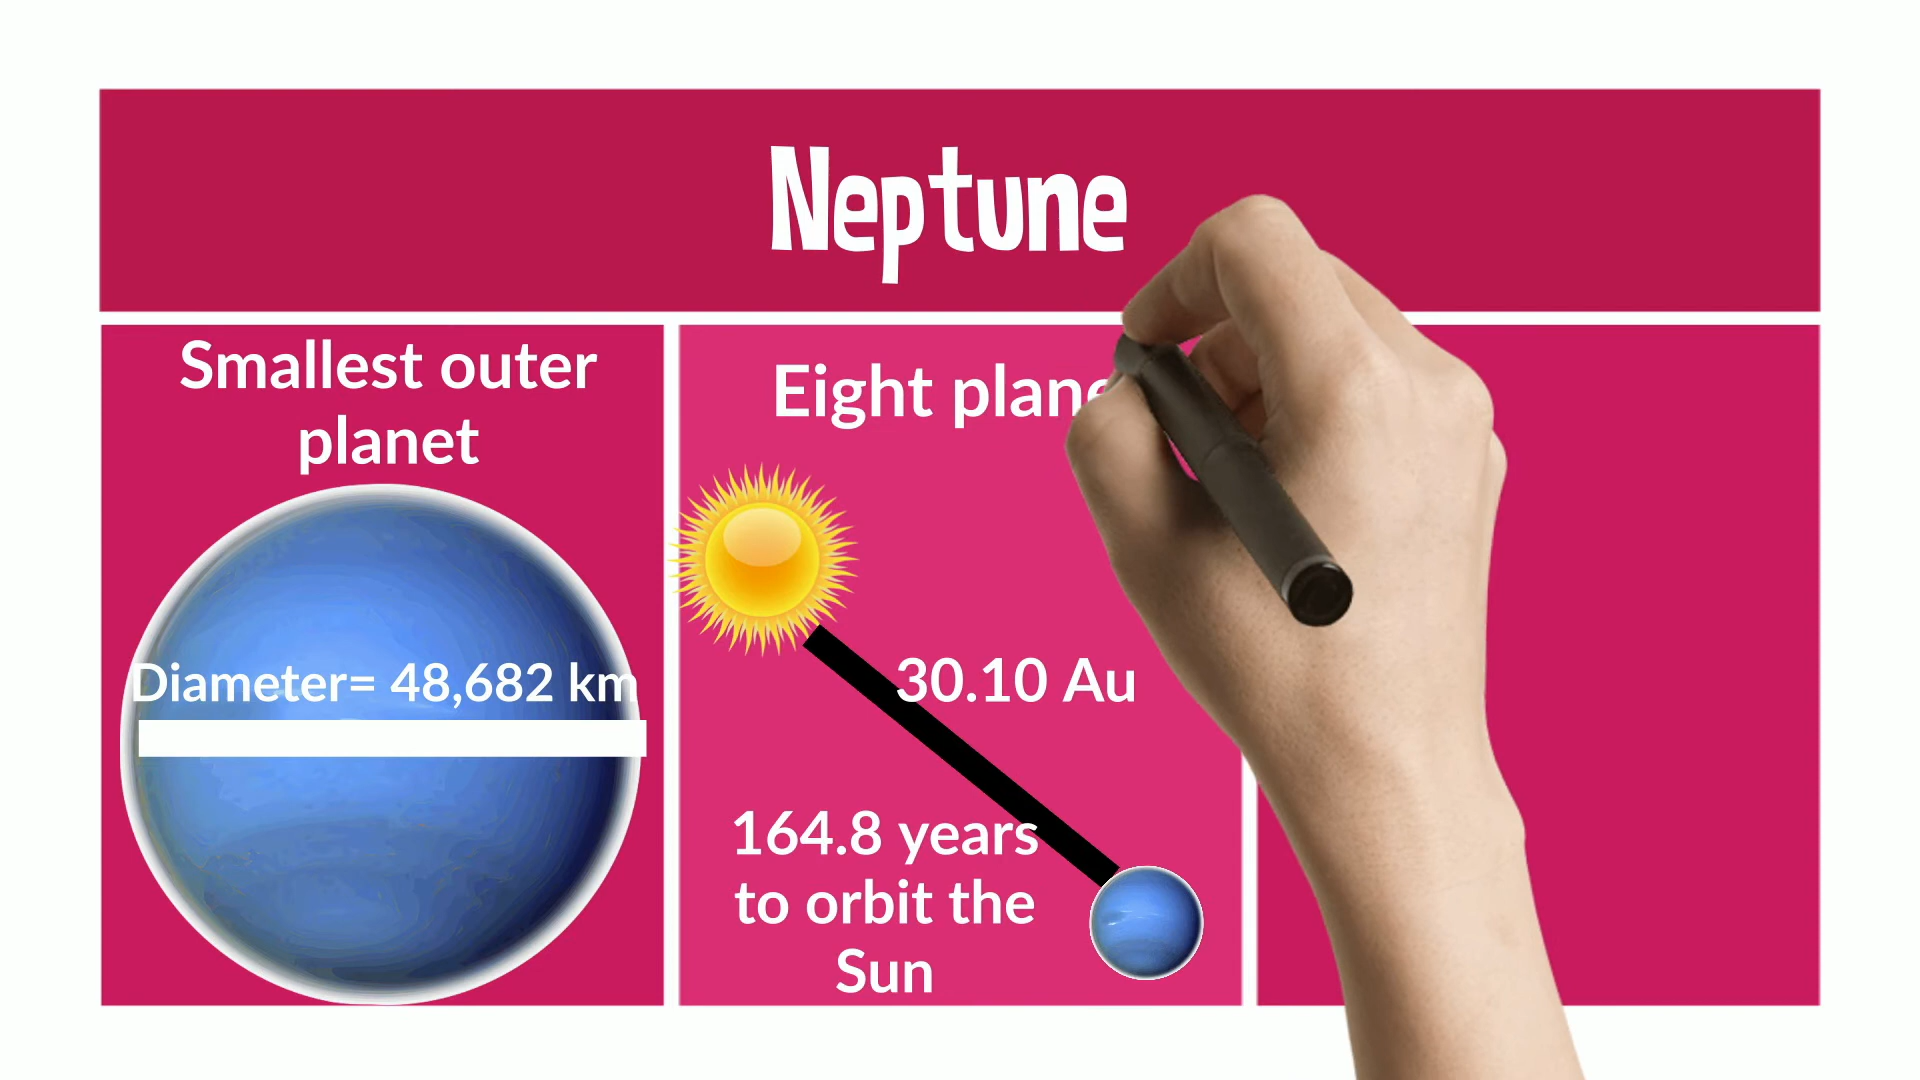 Neptune
Smallest outer
planet
Diameter= 48,682 km
Eight
30.10 Au
164.8 years
to orbit the
Sun